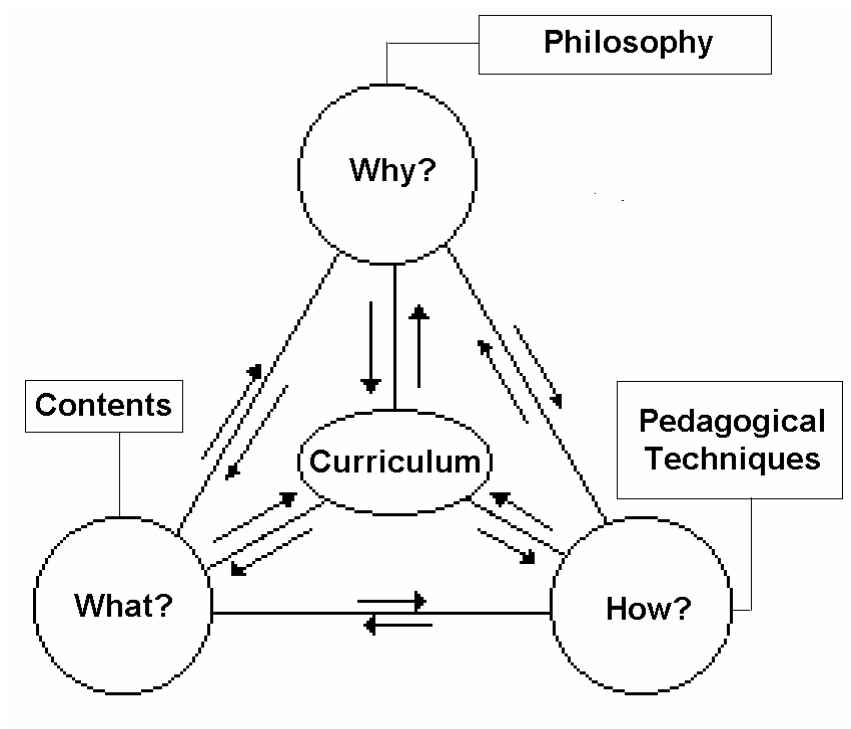 Philosophy
Why?
Contents
Pedagogical
Techniques
Curriculum
What?
How?